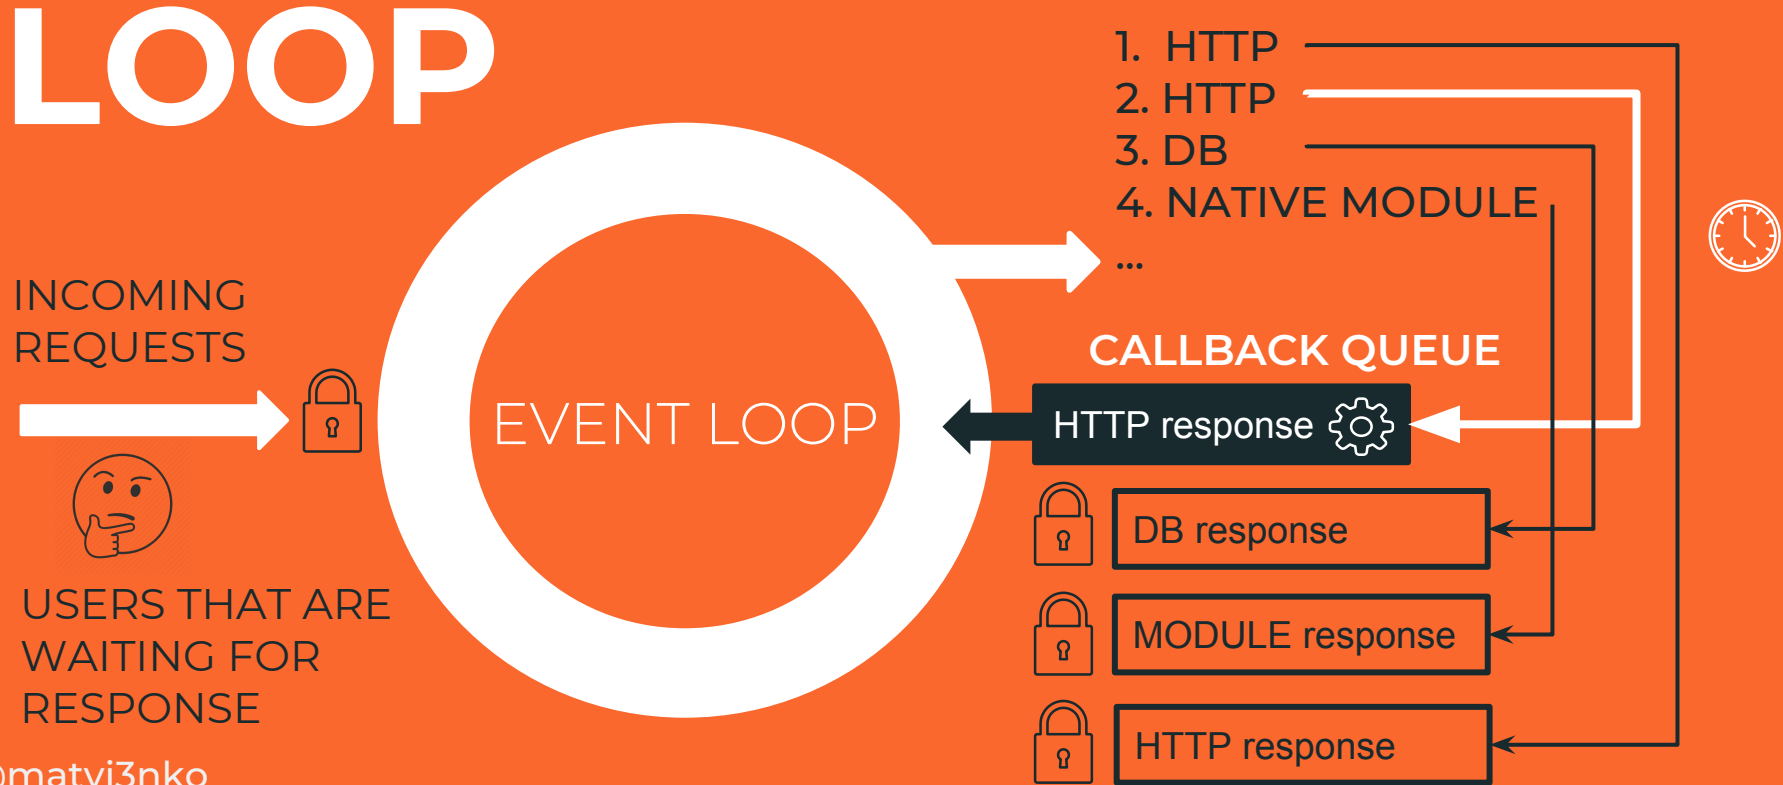 LOOP
1. HTTP
2. HTTP
3. DB
4. NATIVE MODULE
...
INCOMING
REQUESTS
EVENT LOOP
CALLBACK QUEUE
HTTP response
DB response
MODULE response
HTTP response
USERS THAT ARE
WAITING FOR
RESPONSE
@matvi3nko